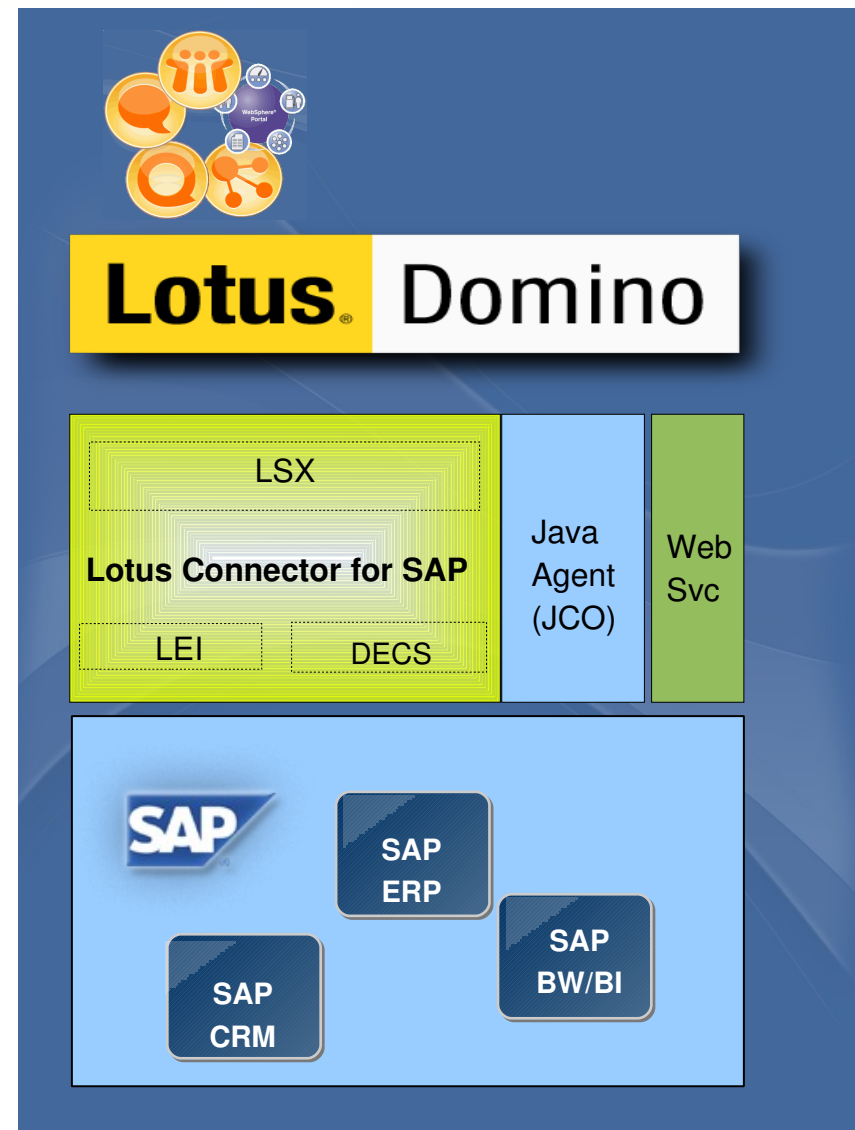 WebSphere®
Portal
Lotus® Domino
LSX
Lotus Connector for SAP
LEI
DECS
Java
Agent
(JCO)
Web
Svc
SAP®
SAP
ERP
SAP
BW/BI
SAP
CRM